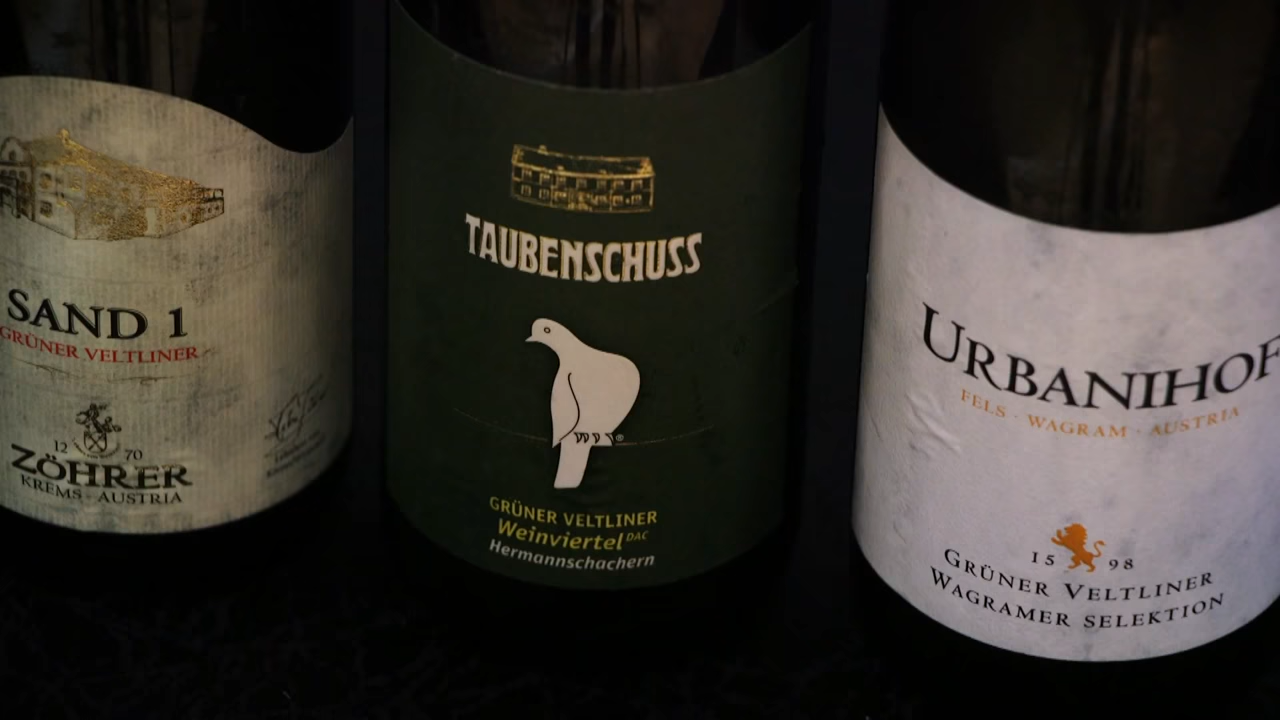 SAND 1
GRÜNER VELTLINER
12 70
ZÖHRER
KREMS - AUSTRIA
TAUBENSCHUSS
®
GRÜNER VELTLINER
Weinviertel DAC
Hermannschachern
URBANIHOF
FELS · WAGRAM · AUSTRIA
15 98
GRÜNER VELTLINER
WAGRAMER SELEKTION